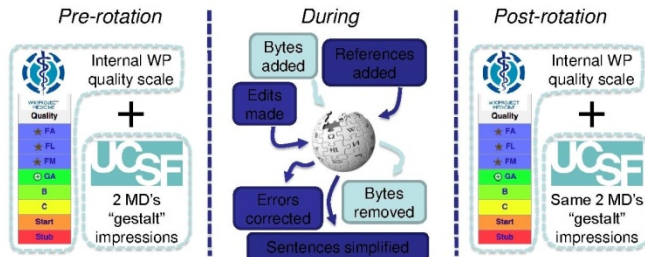 Pre-rotation
Internal WP
quality scale
WIKIPROJECT
MEDICINE
Quality
FA
FL
FM
GA
B
C
Start
Stub
+
UCSF
2 MD's
"gestalt"
impressions
During
Bytes
added
References
added
Edits
made
Errors
corrected
Bytes
removed
Sentences simplified
Post-rotation
Internal WP
quality scale
WIKIPROJECT
MEDICINE
Quality
FA
FL
FM
GA
B
C
Start
Stub
+
UCSF
Same 2 MD's
"gestalt"
impressions